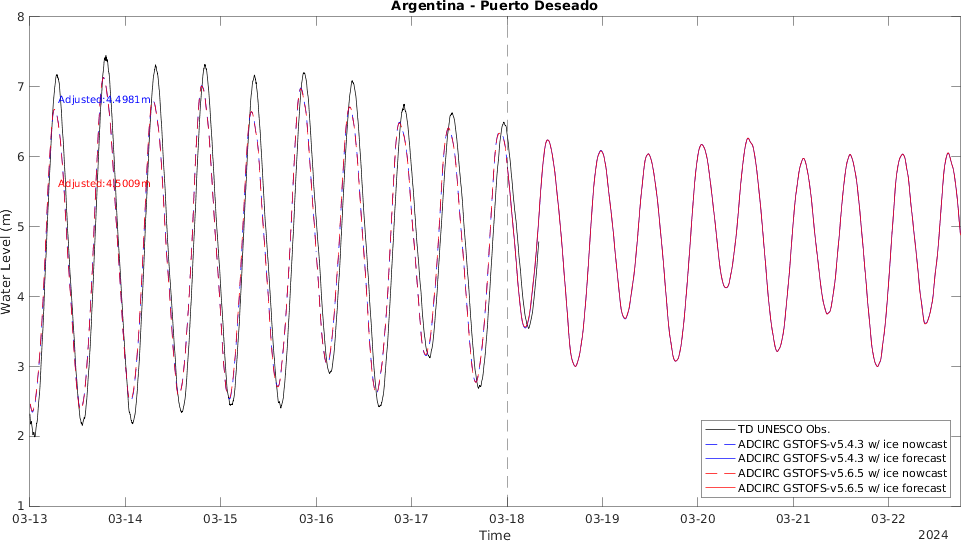 Argentina - Puerto Deseado
8
7
6
5
4
3
2
1
Water Level (m)
Adjusted:4.4981m
Adjusted:4.5009m
TD UNESCO Obs.
ADCIRC GSTOFS-v5.4.3 w/ ice nowcast
ADCIRC GSTOFS-v5.4.3 w/ ice forecast
ADCIRC GSTOFS-v5.6.5 w/ ice nowcast
ADCIRC GSTOFS-v5.6.5 w/ ice forecast
03-13 03-14 03-15 03-16 03-17 03-18 03-19 03-20 03-21 03-22
Time
2024